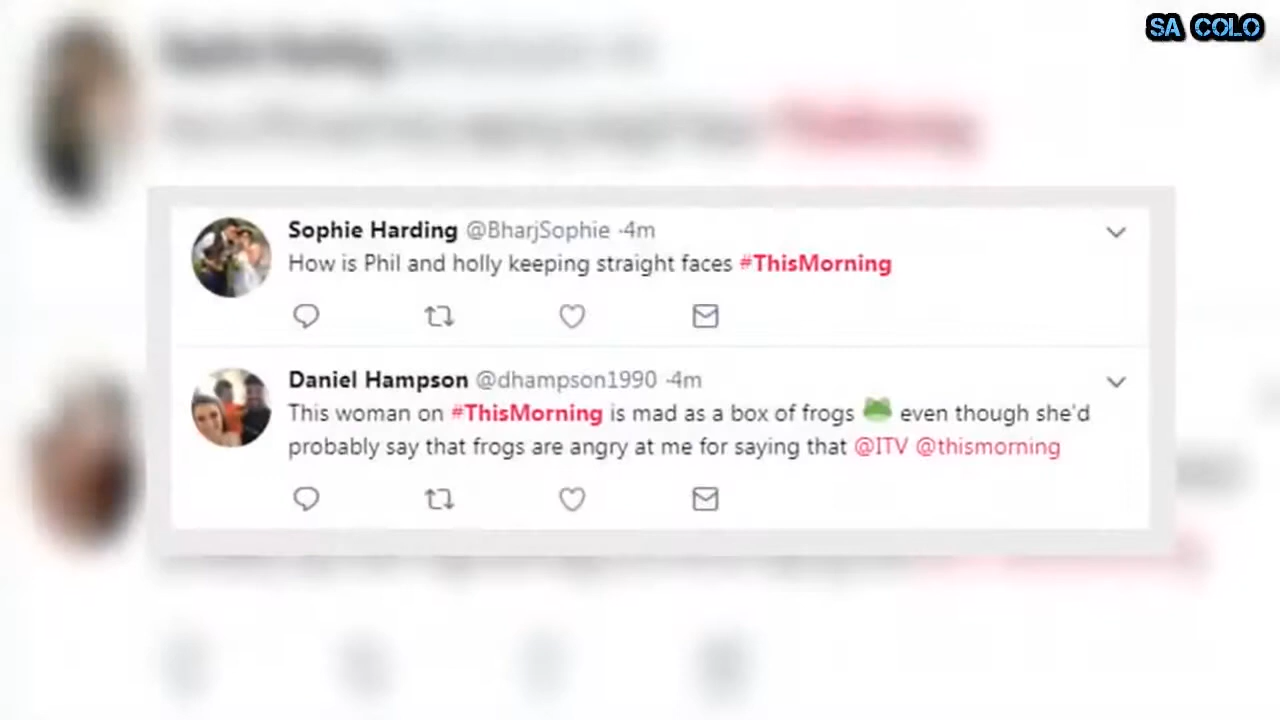 SA COLO
Sophie Harding @BharjSophie ·4m
How is Phil and holly keeping straight faces #ThisMorning
Daniel Hampson @dhampson1990 ·4m
This woman on #ThisMorning is mad as a box of frogs 🐸 even though she'd
probably say that frogs are angry at me for saying that @ITV @thismorning